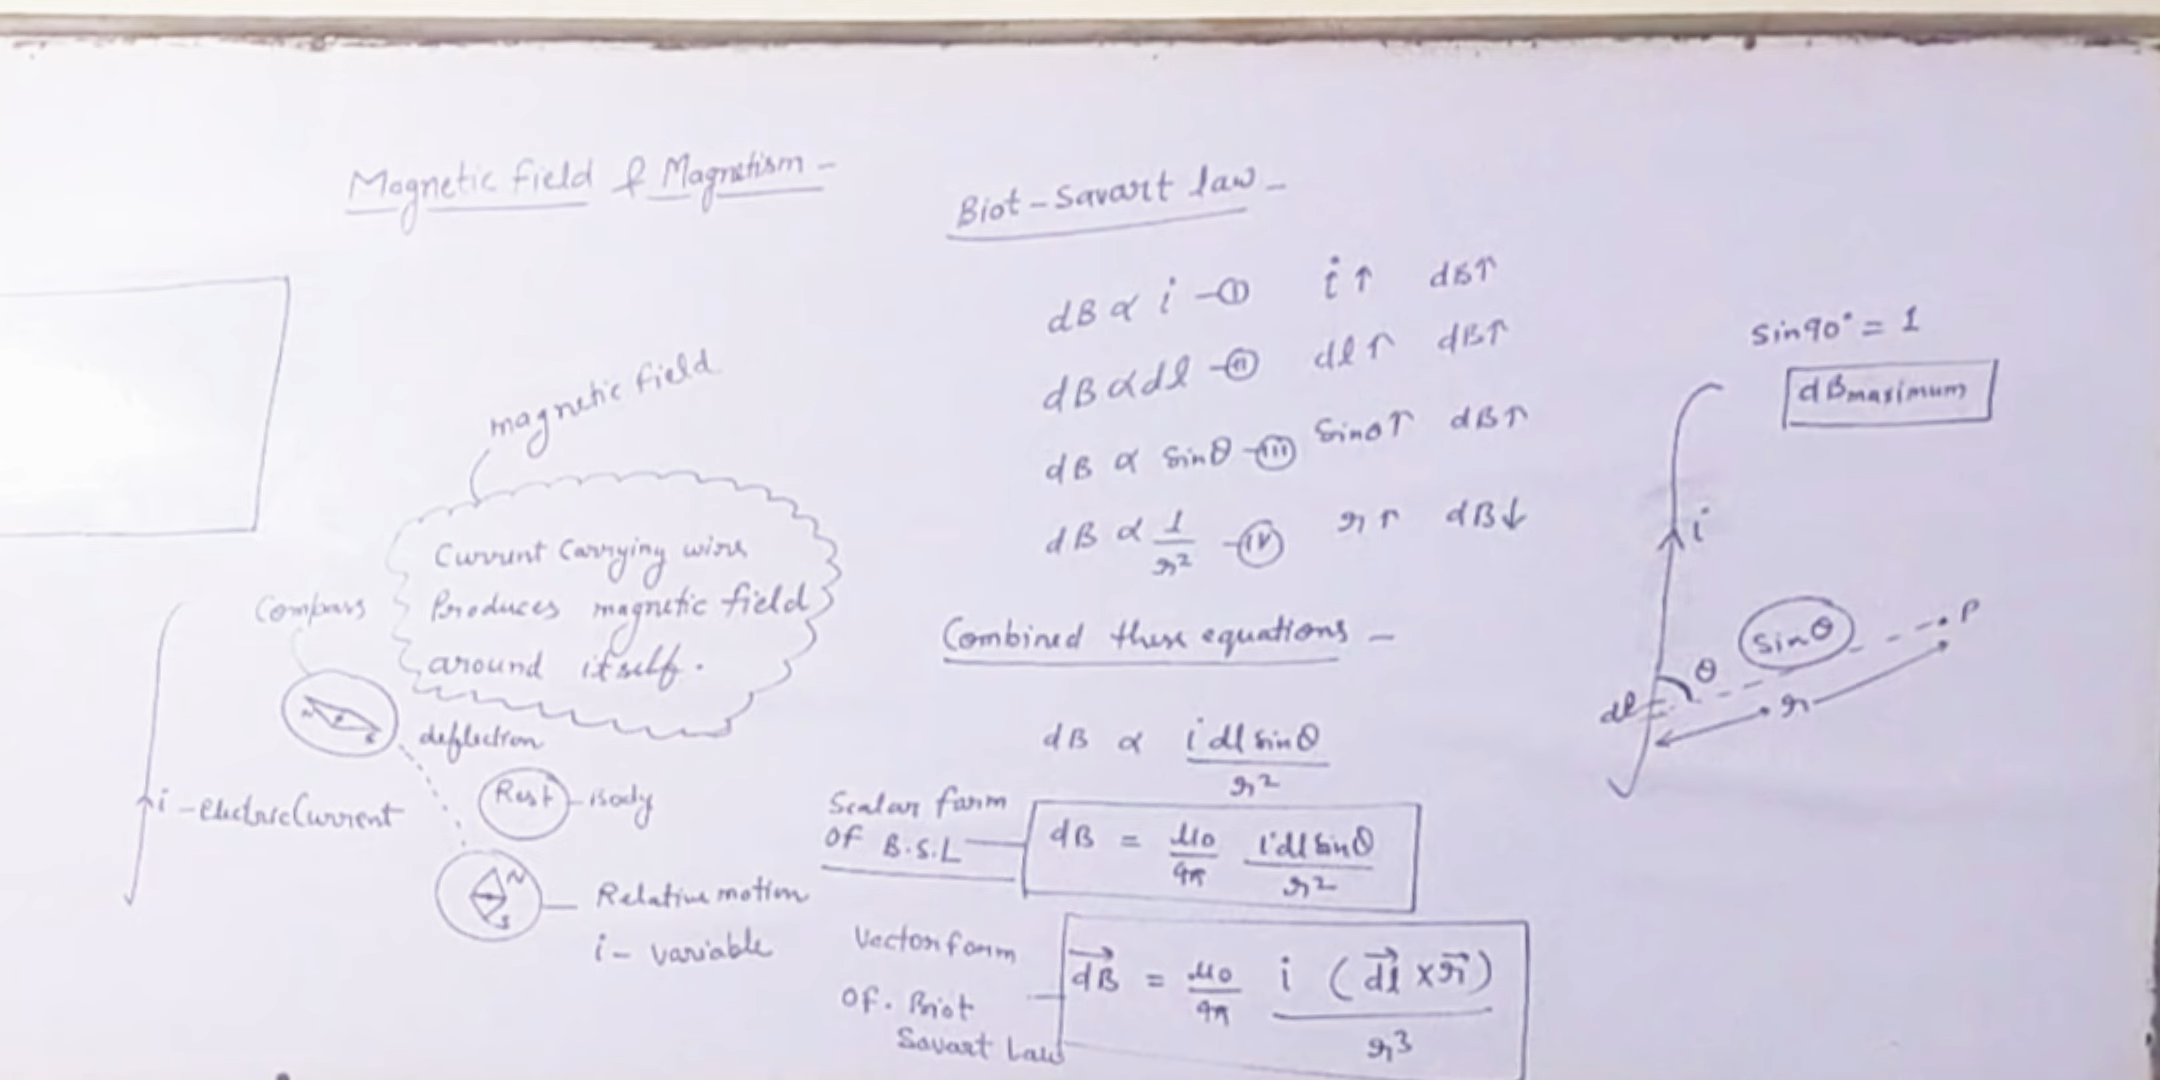 Magnetic field & Magnetism -
magnetic field
Current Carrying wire
Produces magnetic field
around itself.
Compass
N
S
deflection
i - Electric Current
Rest - Body
N
S
Relative motion
i - variable
Biot - Savart law -
dB ∝ i - (i) i↑ dB↑
dB ∝ dl - (ii) dl↑ dB↑
dB ∝ sinθ - (iii) Sinθ↑ dB↑
dB ∝ 1/r² - (iv) r↑ dB↓
Combined these equations -
dB ∝ i dl sinθ / r²
Scalar form
OF B.S.L
dB = μ₀/4π i dl sinθ / r²
Vector form
OF. Biot
Savart Law
d⃗B = μ₀/4π i (d⃗l × r⃗) / r³
Sin90° = 1
dBmaximum
i
Sinθ
P
θ
dl
r